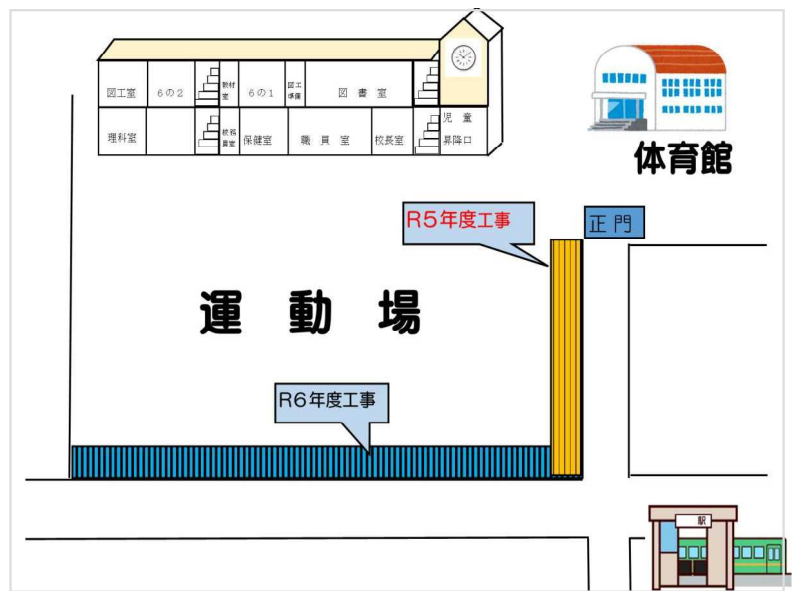 図工室
6の2
教材
室
6の1
図工
準備
図 書 室
理科室
校務
員室
保健室
職 員 室
校長室
児 童
昇降口
体育館
R5年度工事
正門
運 動 場
R6年度工事
駅